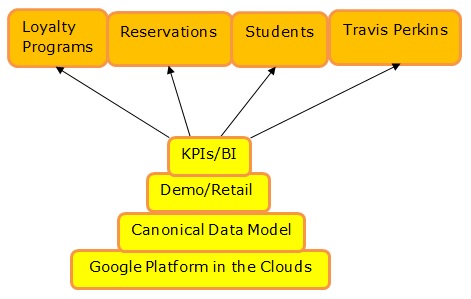 Loyalty
Programs
Reservations
Students
Travis Perkins
KPIs/BI
Demo/Retail
Canonical Data Model
Google Platform in the Clouds